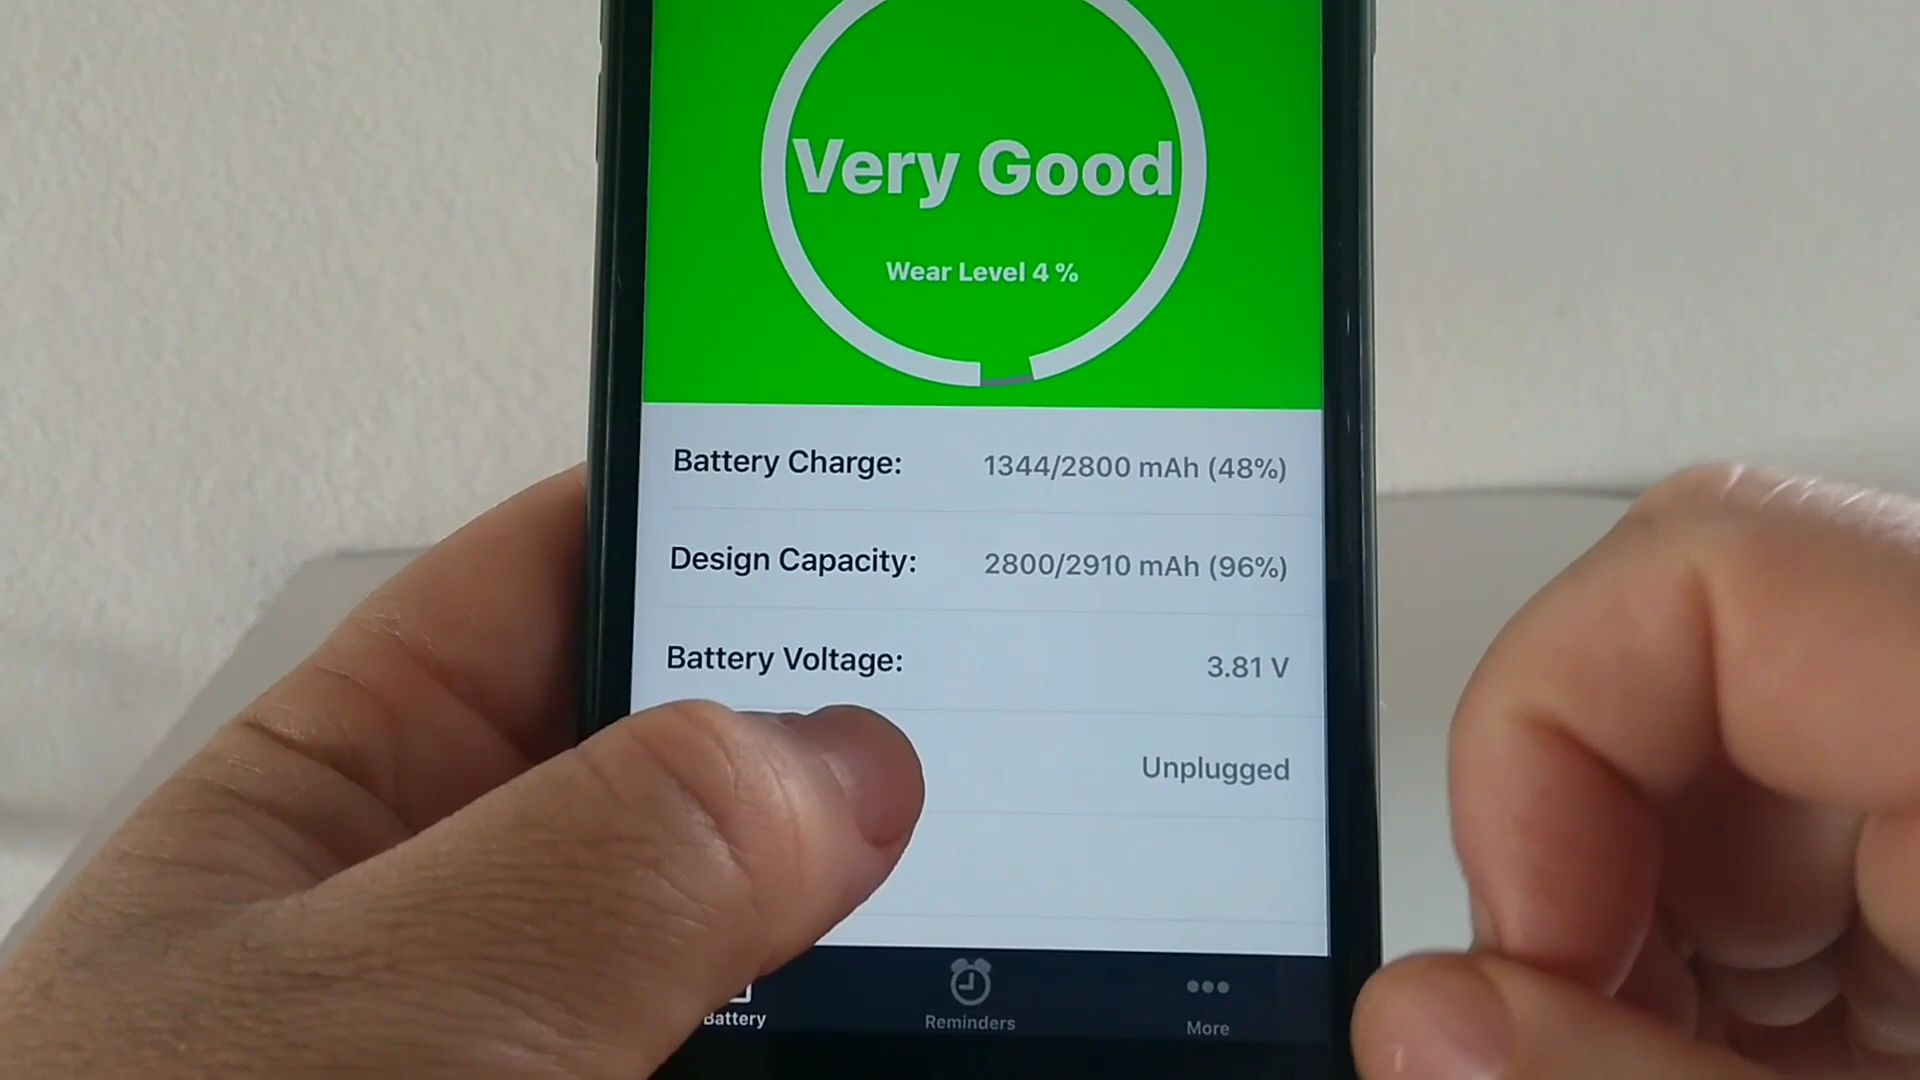 Very Good
Wear Level 4 %
Battery Charge: 1344/2800 mAh (48%)
Design Capacity: 2800/2910 mAh (96%)
Battery Voltage: 3.81 V
Unplugged
Battery Reminders More